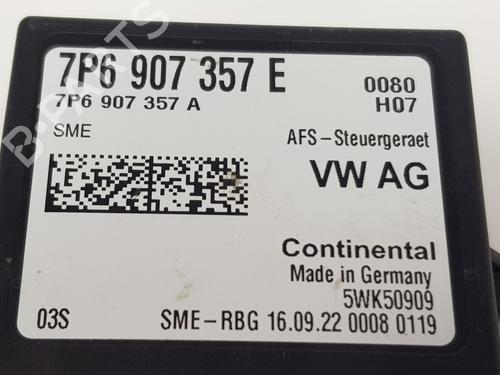 7P6 907 357 E
0080
7P6 907 357 A
H07
SME
AFS-Steuergeraet
VW AG
Continental
Made in Germany
5WK50909
03S
SME-RBG 16.09.22 0008 0119
B-PARTS